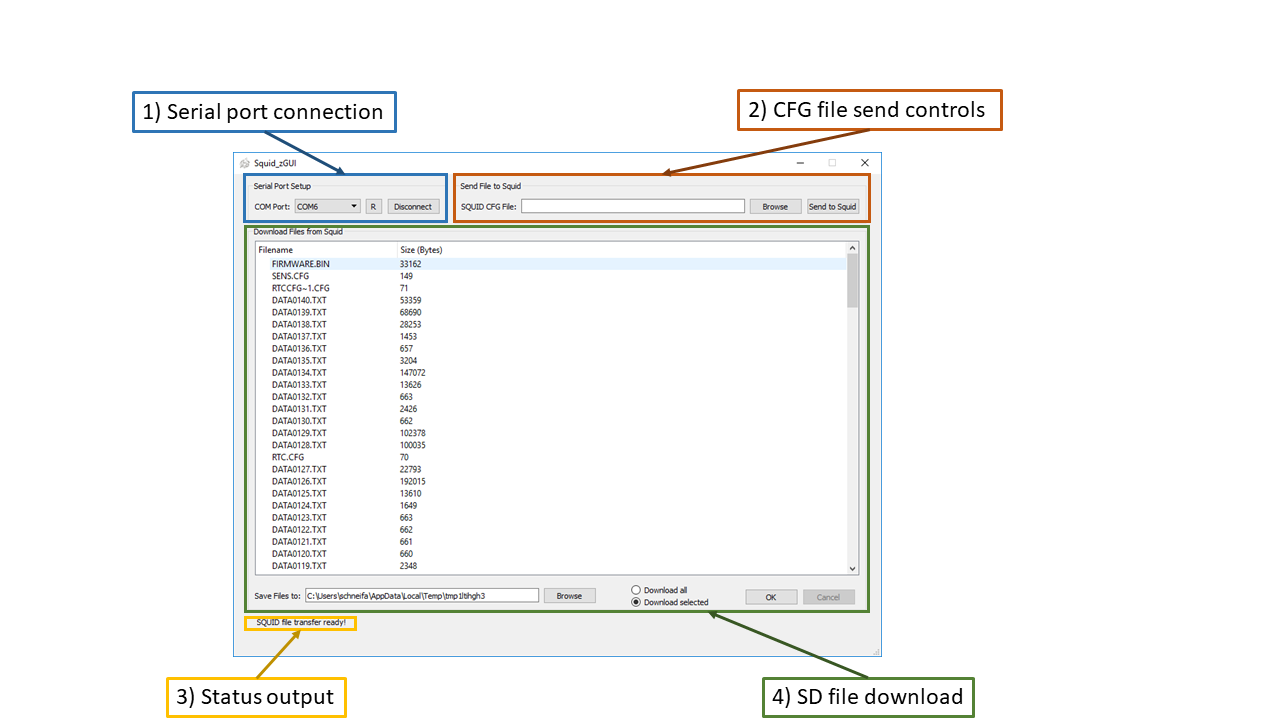 1) Serial port connection
2) CFG file send controls
Squid_zGUI
Serial Port Setup
COM Port: COM6 R Disconnect
Send File to Squid
SQUID CFG File: Browse Send to Squid
Download Files from Squid
Filename Size (Bytes)
FIRMWARE.BIN 33162
SENS.CFG 149
RTCCFG~1.CFG 71
DATA0140.TXT 53359
DATA0139.TXT 68690
DATA0138.TXT 28253
DATA0137.TXT 1453
DATA0136.TXT 657
DATA0135.TXT 3204
DATA0134.TXT 147072
DATA0133.TXT 13626
DATA0132.TXT 663
DATA0131.TXT 2426
DATA0130.TXT 662
DATA0129.TXT 102378
DATA0128.TXT 100035
RTC.CFG 70
DATA0127.TXT 22793
DATA0126.TXT 192015
DATA0125.TXT 13610
DATA0124.TXT 1649
DATA0123.TXT 663
DATA0122.TXT 662
DATA0121.TXT 661
DATA0120.TXT 660
DATA0119.TXT 2348
Save Files to: C:\Users\schneifa\AppData\Local\Temp\tmp1ltihgh3 Browse
Download all
Download selected
OK Cancel
SQUID file transfer ready!
3) Status output
4) SD file download